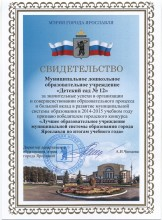 МЭРИЯ ГОРОДА ЯРОСЛАВЛЯ
СВИДЕТЕЛЬСТВО
Муниципальное дошкольное
образовательное учреждение
«Детский сад № 12»
за значительные успехи в организации
и совершенствовании образовательного процесса
и большой вклад в развитие муниципальной
системы образования в 2014-2015 учебном году
признано победителем городского конкурса
«Лучшее образовательное учреждение
муниципальной системы образования города
Ярославля по итогам учебного года»